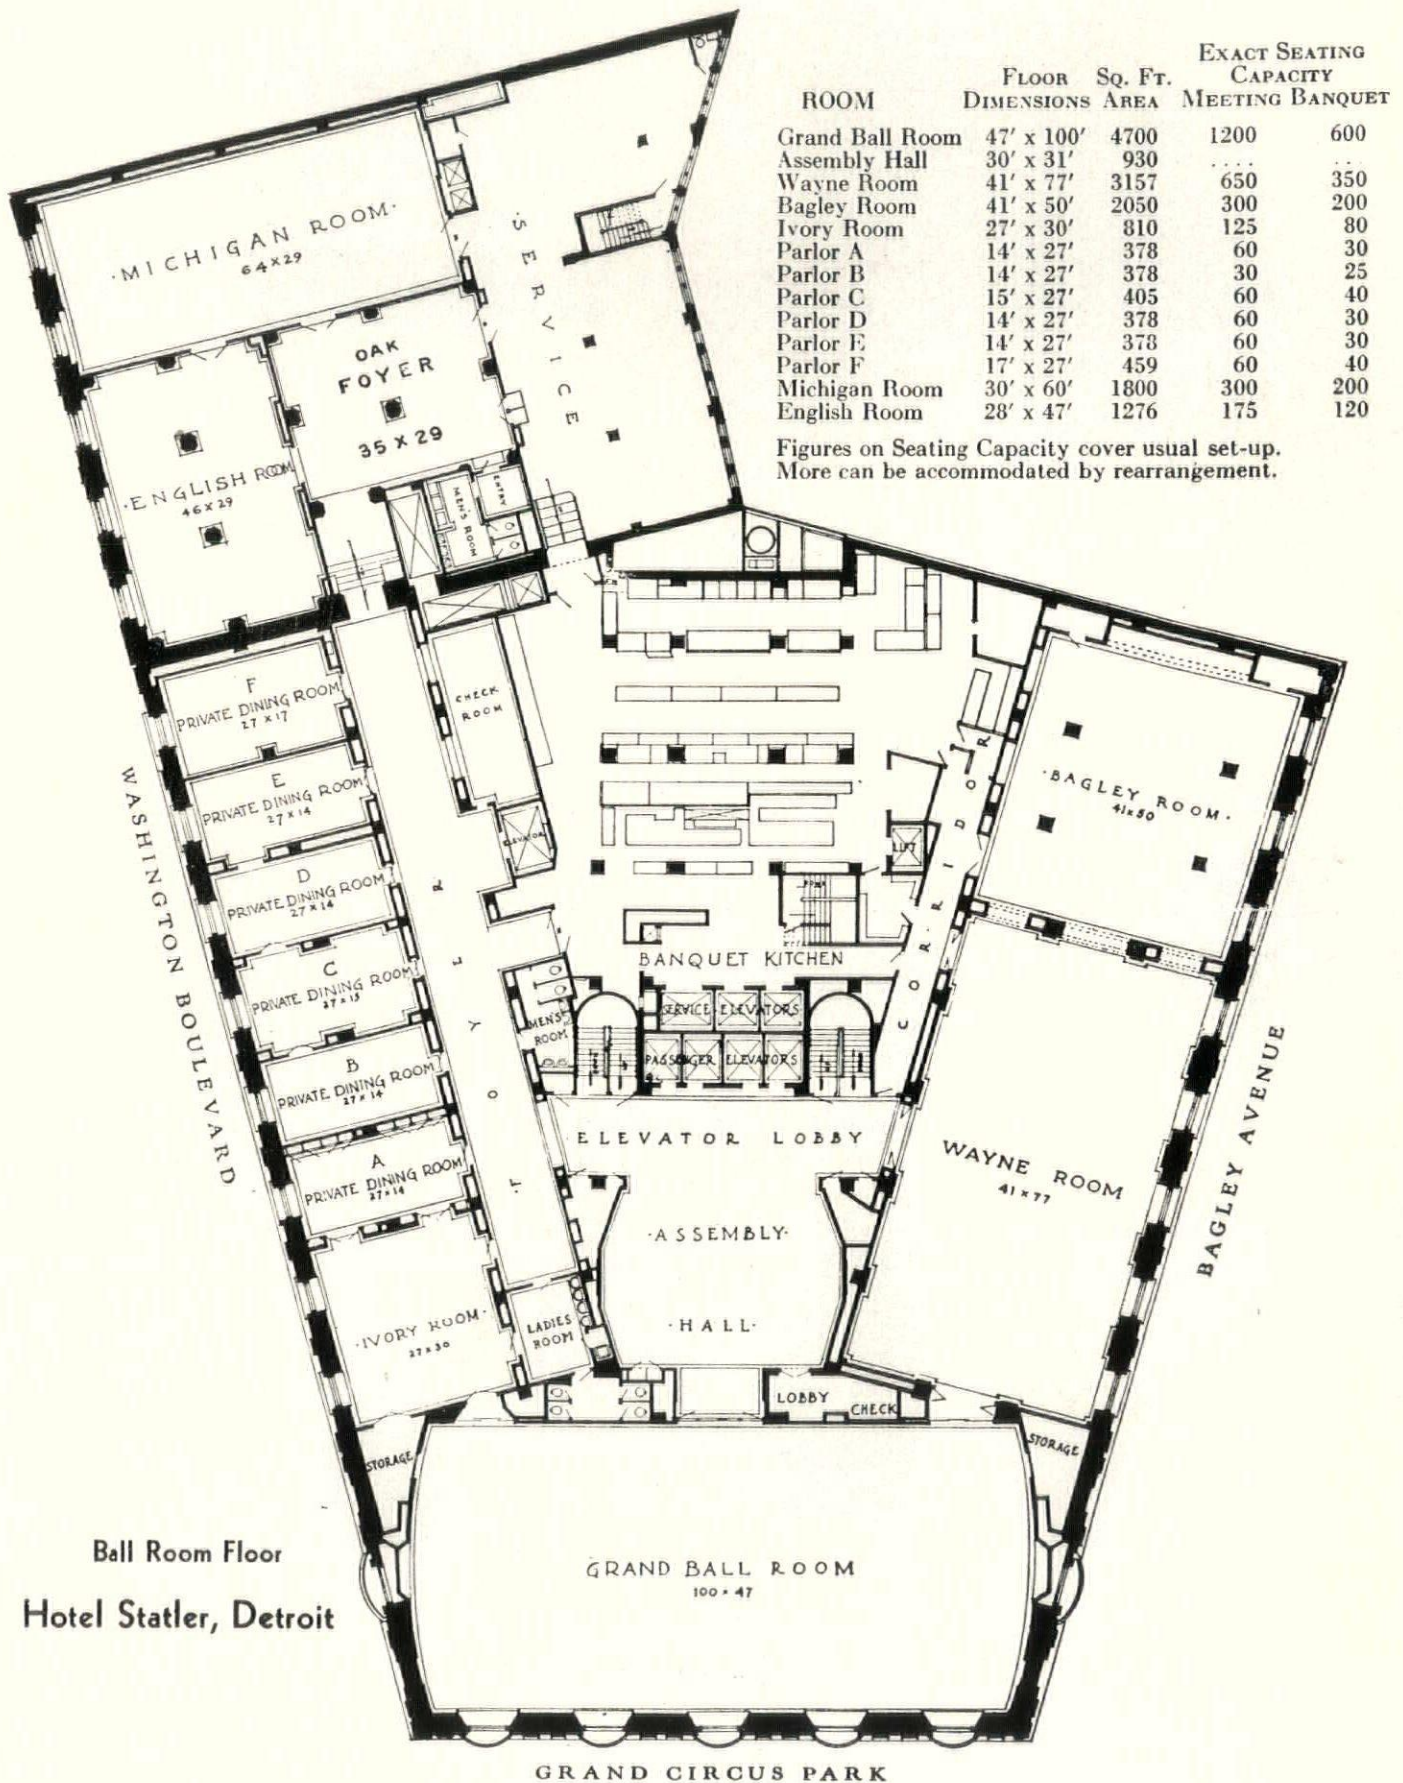 EXACT SEATING
FLOOR SQ. FT. CAPACITY
ROOM DIMENSIONS AREA MEETING BANQUET
Grand Ball Room 47' x 100' 4700 1200 600
Assembly Hall 30' x 31' 930 .... ...
Wayne Room 41' x 77' 3157 650 350
Bagley Room 41' x 50' 2050 300 200
Ivory Room 27' x 30' 810 125 80
Parlor A 14' x 27' 378 60 30
Parlor B 14' x 27' 378 30 25
Parlor C 15' x 27' 405 60 40
Parlor D 14' x 27' 378 60 30
Parlor E 14' x 27' 378 60 30
Parlor F 17' x 27' 459 60 40
Michigan Room 30' x 60' 1800 300 200
English Room 28' x 47' 1276 175 120
Figures on Seating Capacity cover usual set-up.
More can be accommodated by rearrangement.
·MICHIGAN ROOM·
64×29
·SERVICE
OAK
FOYER
35 X 29
·ENGLISH ROOM
46×29
MEN'S ROOM
ENTRY
F
PRIVATE DINING ROOM
27×17
CHECK
ROOM
E
PRIVATE DINING ROOM
27×14
ELEVATOR
D
PRIVATE DINING ROOM
27×14
C
PRIVATE DINING ROOM
27×15
B
PRIVATE DINING ROOM
27×14
A
PRIVATE DINING ROOM
27×14
WASHINGTON BOULEVARD
·BAGLEY ROOM·
41×50
LIFT
CORRIDOR
BANQUET KITCHEN
SERVICE ELEVATORS
PASSENGER ELEVATORS
MEN'S
ROOM
ELEVATOR LOBBY
WAYNE ROOM
41×77
BAGLEY AVENUE
·ASSEMBLY·
·HALL·
·IVORY ROOM·
27×30
LADIES
ROOM
LOBBY
CHECK
STORAGE
STORAGE
GRAND BALL ROOM
100×47
Ball Room Floor
Hotel Statler, Detroit
GRAND CIRCUS PARK